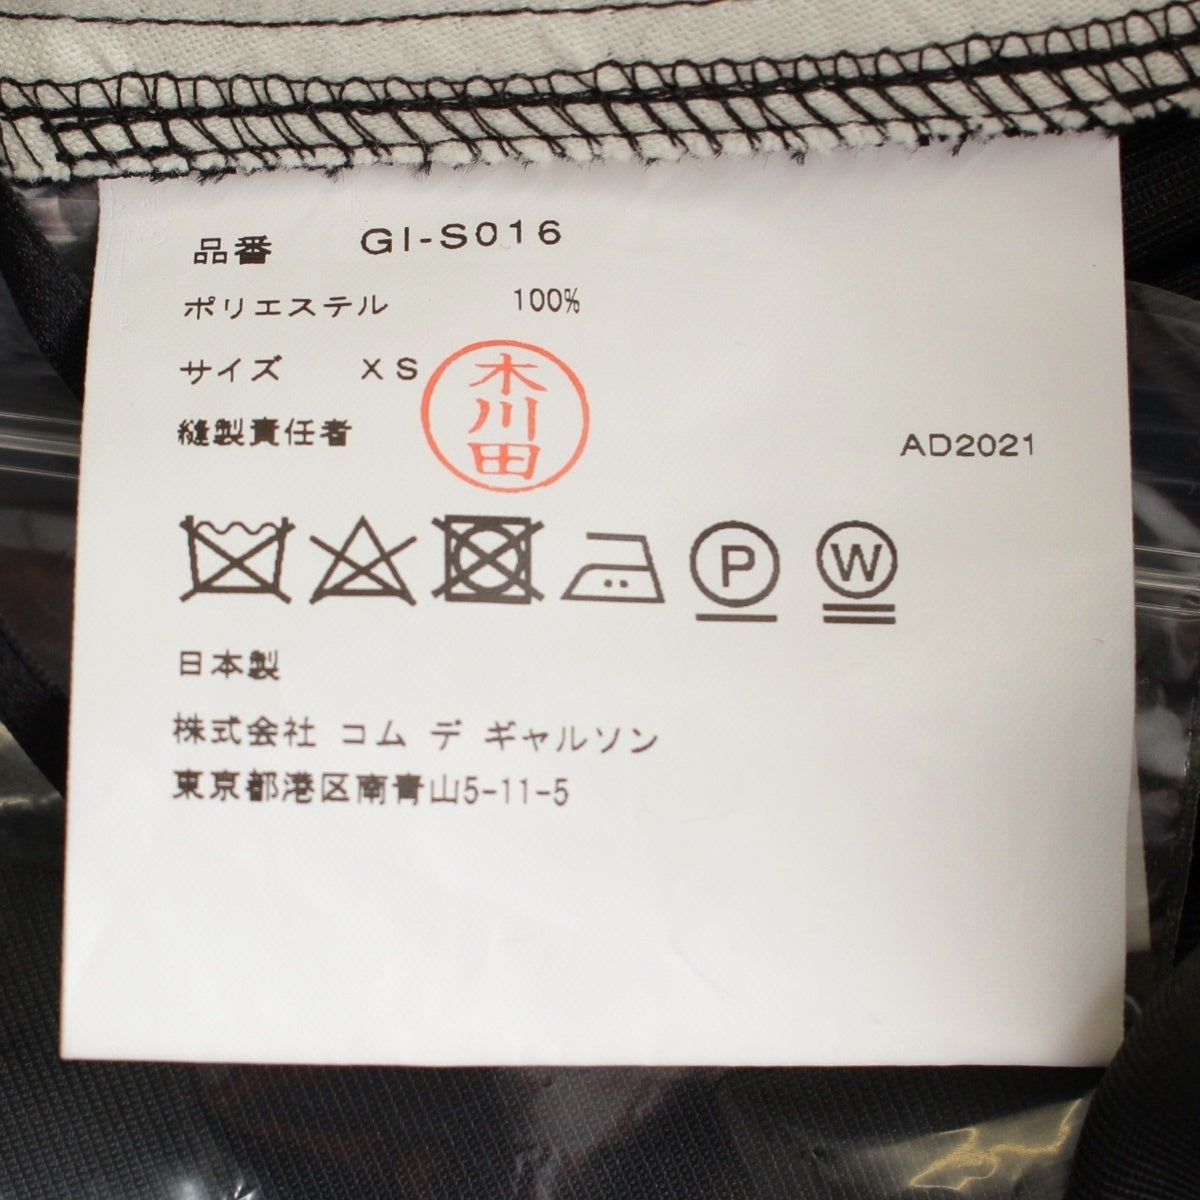 品番 GI-S016
ポリエステル 100%
サイズ XS
縫製責任者 木川田
AD2021
P W
日本製
株式会社 コム デ ギャルソン
東京都港区南青山5-11-5